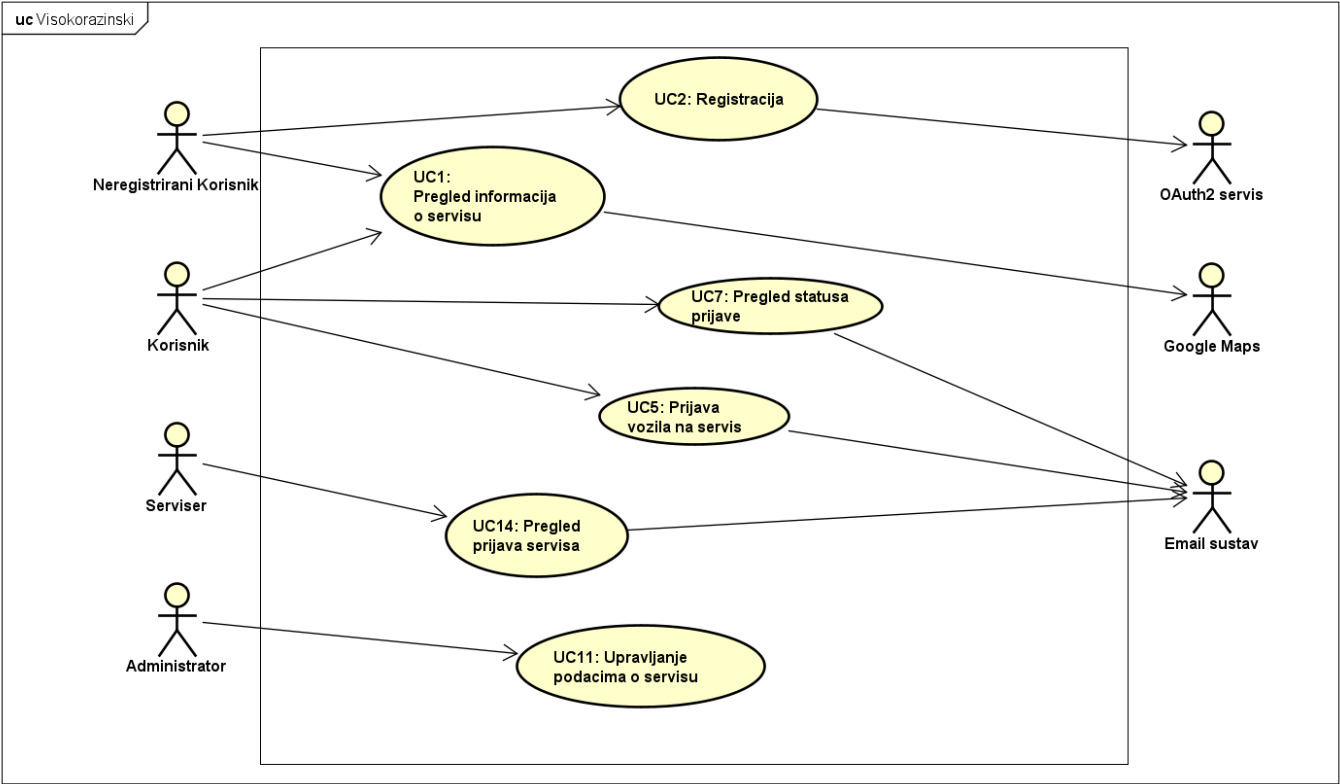 uc Visokorazinski
UC2: Registracija
Neregistrirani Korisnik
UC1:
Pregled informacija
o servisu
OAuth2 servis
Korisnik
UC7: Pregled statusa
prijave
Google Maps
UC5: Prijava
vozila na servis
Serviser
UC14: Pregled
prijava servisa
Email sustav
Administrator
UC11: Upravljanje
podacima o servisu